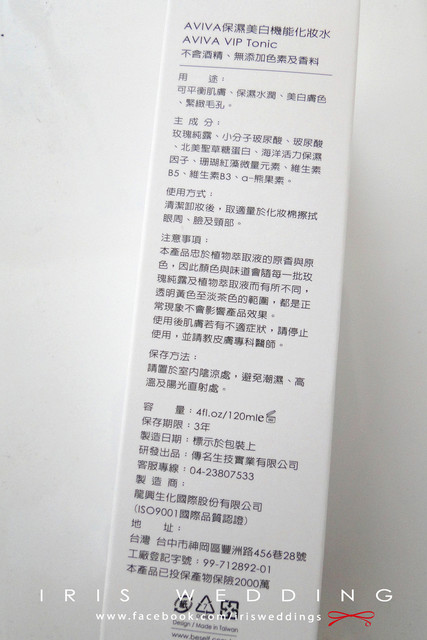 AVIVA保濕美白機能化妝水
AVIVA VIP Tonic
不含酒精、無添加色素及香料
用 途：
可平衡肌膚、保濕水潤、美白膚色
、緊緻毛孔。
主 成 分：
玫瑰純露、小分子玻尿酸、玻尿酸
、北美聖草糖蛋白、海洋活力保濕
因子、珊瑚紅藻微量元素、維生素
B5、維生素B3、α-熊果素。
使用方式：
清潔卸妝後，取適量於化妝棉擦拭
眼周、臉及頸部。
注意事項：
本產品忠於植物萃取液的原香與原
色，因此顏色與味道會隨每一批玫
瑰純露及植物萃取液而有所不同，
透明黃色至淡茶色的範圍，都是正
常現象不會影響產品效果。
使用後肌膚若有不適症狀，請停止
使用，並請教皮膚專科醫師。
保存方法：
請置於室內陰涼處，避免潮濕、高
溫及陽光直射處。
容 量：4fl.oz/120mle
保存期限：3年
製造日期：標示於包裝上
研發出品：傳名生技實業有限公司
客服專線：04-23807533
製 造 商：
龍興生化國際股份有限公司
(ISO9001國際品質認證)
地 址：
台灣 台中市神岡區豐洲路456巷28號
工廠登記字號：99-712892-01
本產品已投保產物保險2000萬
IRIS WEDDING
Design / Made in Taiwan
www.facebook.com/irisweddings